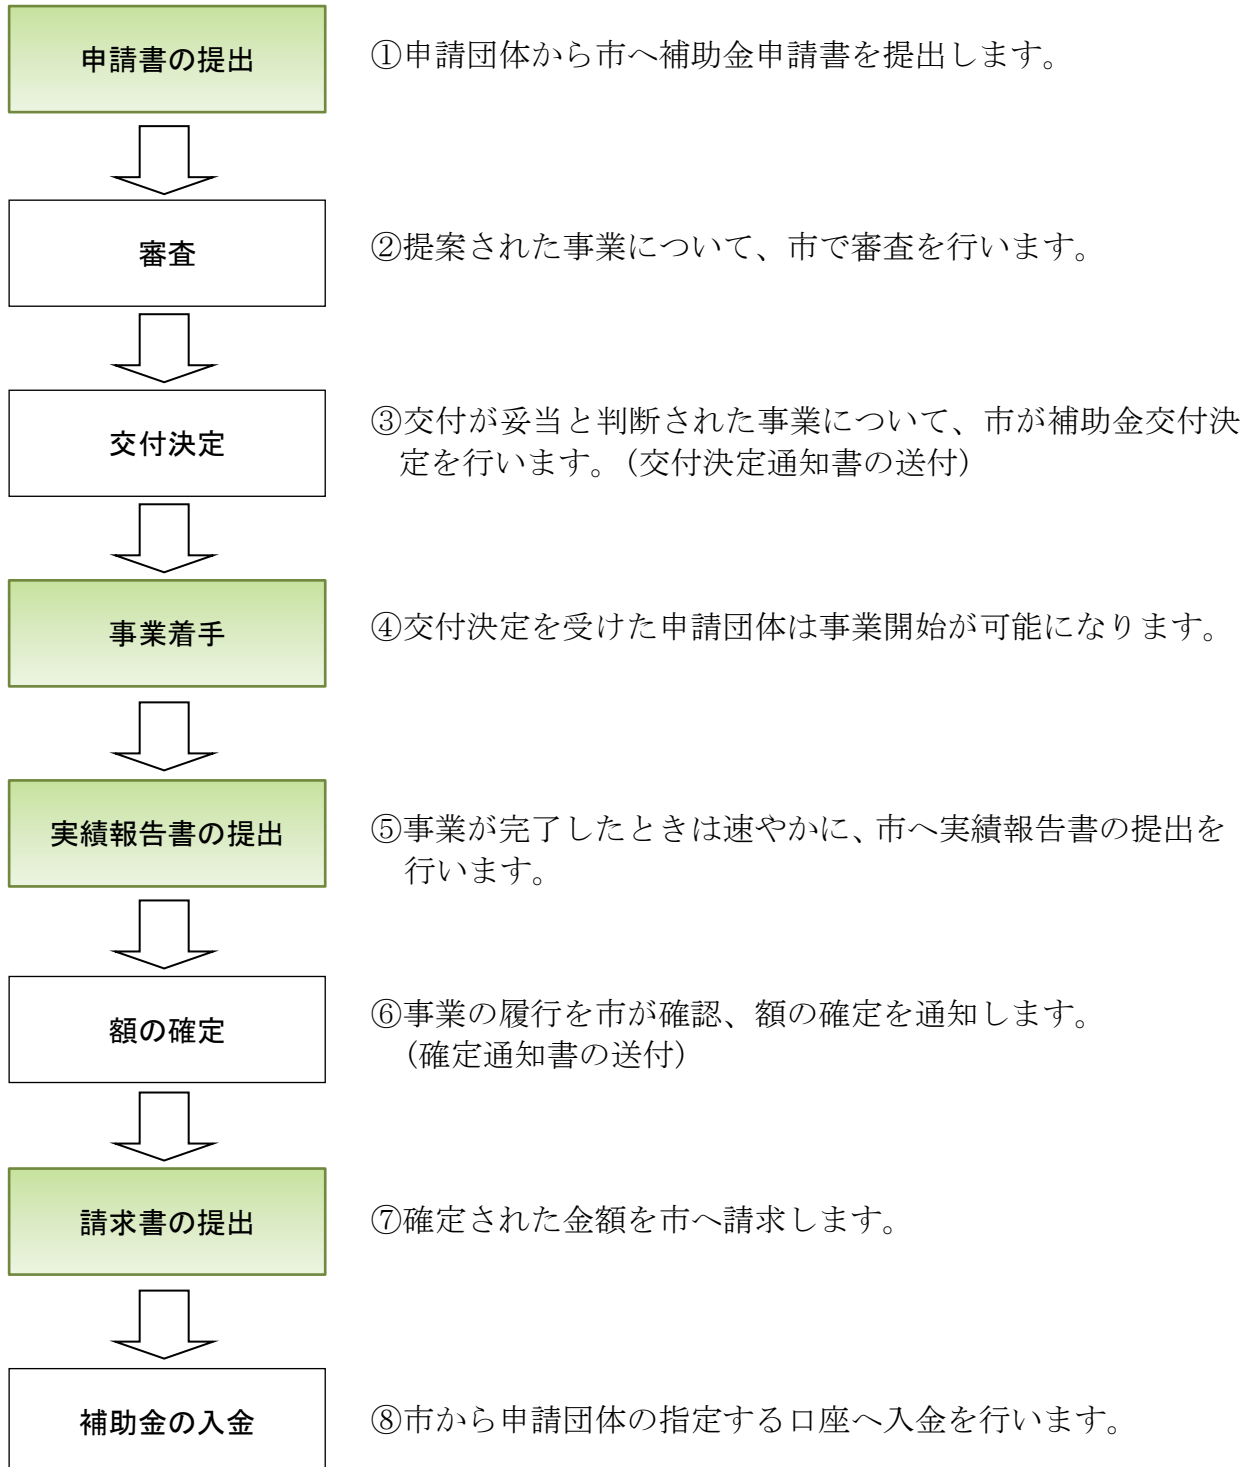 申請書の提出
①申請団体から市へ補助金申請書を提出します。
審査
②提案された事業について、市で審査を行います。
交付決定
③交付が妥当と判断された事業について、市が補助金交付決
定を行います。（交付決定通知書の送付）
事業着手
④交付決定を受けた申請団体は事業開始が可能になります。
実績報告書の提出
⑤事業が完了したときは速やかに、市へ実績報告書の提出を
行います。
額の確定
⑥事業の履行を市が確認、額の確定を通知します。
（確定通知書の送付）
請求書の提出
⑦確定された金額を市へ請求します。
補助金の入金
⑧市から申請団体の指定する口座へ入金を行います。